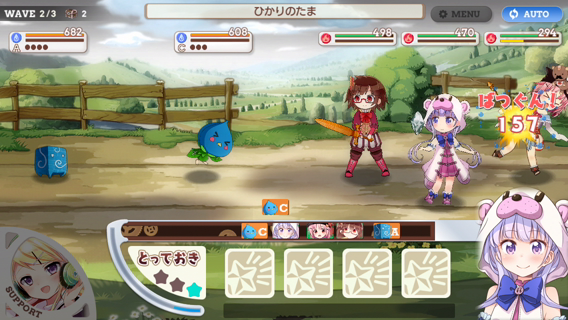 WAVE 2/3 2
ひかりのたま
MENU
AUTO
682
A
608
C
498
470
294
ばつぐん!
157
C
C
A
とっておき
SUPPORT